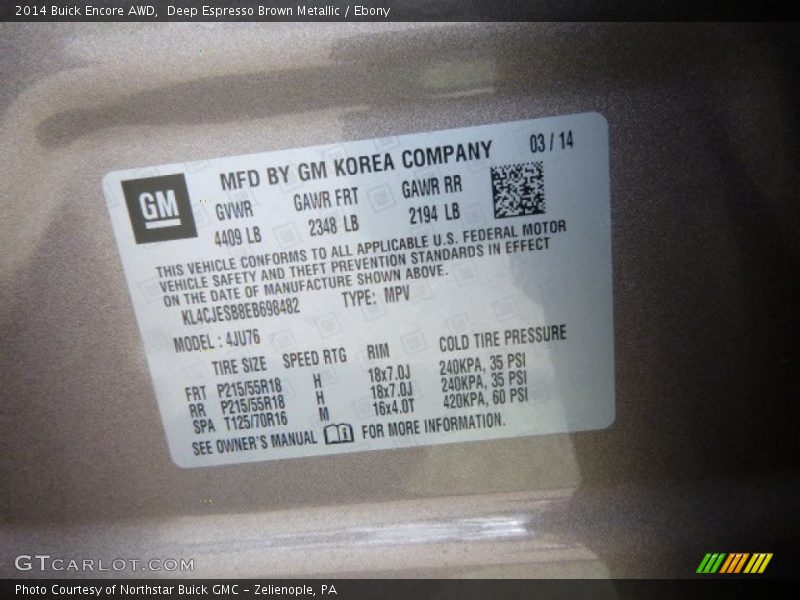 2014 Buick Encore AWD,  Deep Espresso Brown Metallic / Ebony
GM
MFD BY GM KOREA COMPANY 03 / 14
GVWR GAWR FRT GAWR RR
4409 LB 2348 LB 2194 LB
THIS VEHICLE CONFORMS TO ALL APPLICABLE U.S. FEDERAL MOTOR
VEHICLE SAFETY AND THEFT PREVENTION STANDARDS IN EFFECT
ON THE DATE OF MANUFACTURE SHOWN ABOVE.
KL4CJESB8EB698482 TYPE: MPV
MODEL : 4JU76
TIRE SIZE SPEED RTG RIM COLD TIRE PRESSURE
FRT P215/55R18 H 18x7.0J 240KPA, 35 PSI
RR P215/55R18 H 18x7.0J 240KPA, 35 PSI
SPA T125/70R16 M 16x4.0T 420KPA, 60 PSI
SEE OWNER'S MANUAL FOR MORE INFORMATION.
GTCARLOT.COM
Photo Courtesy of Northstar Buick GMC – Zelienople, PA